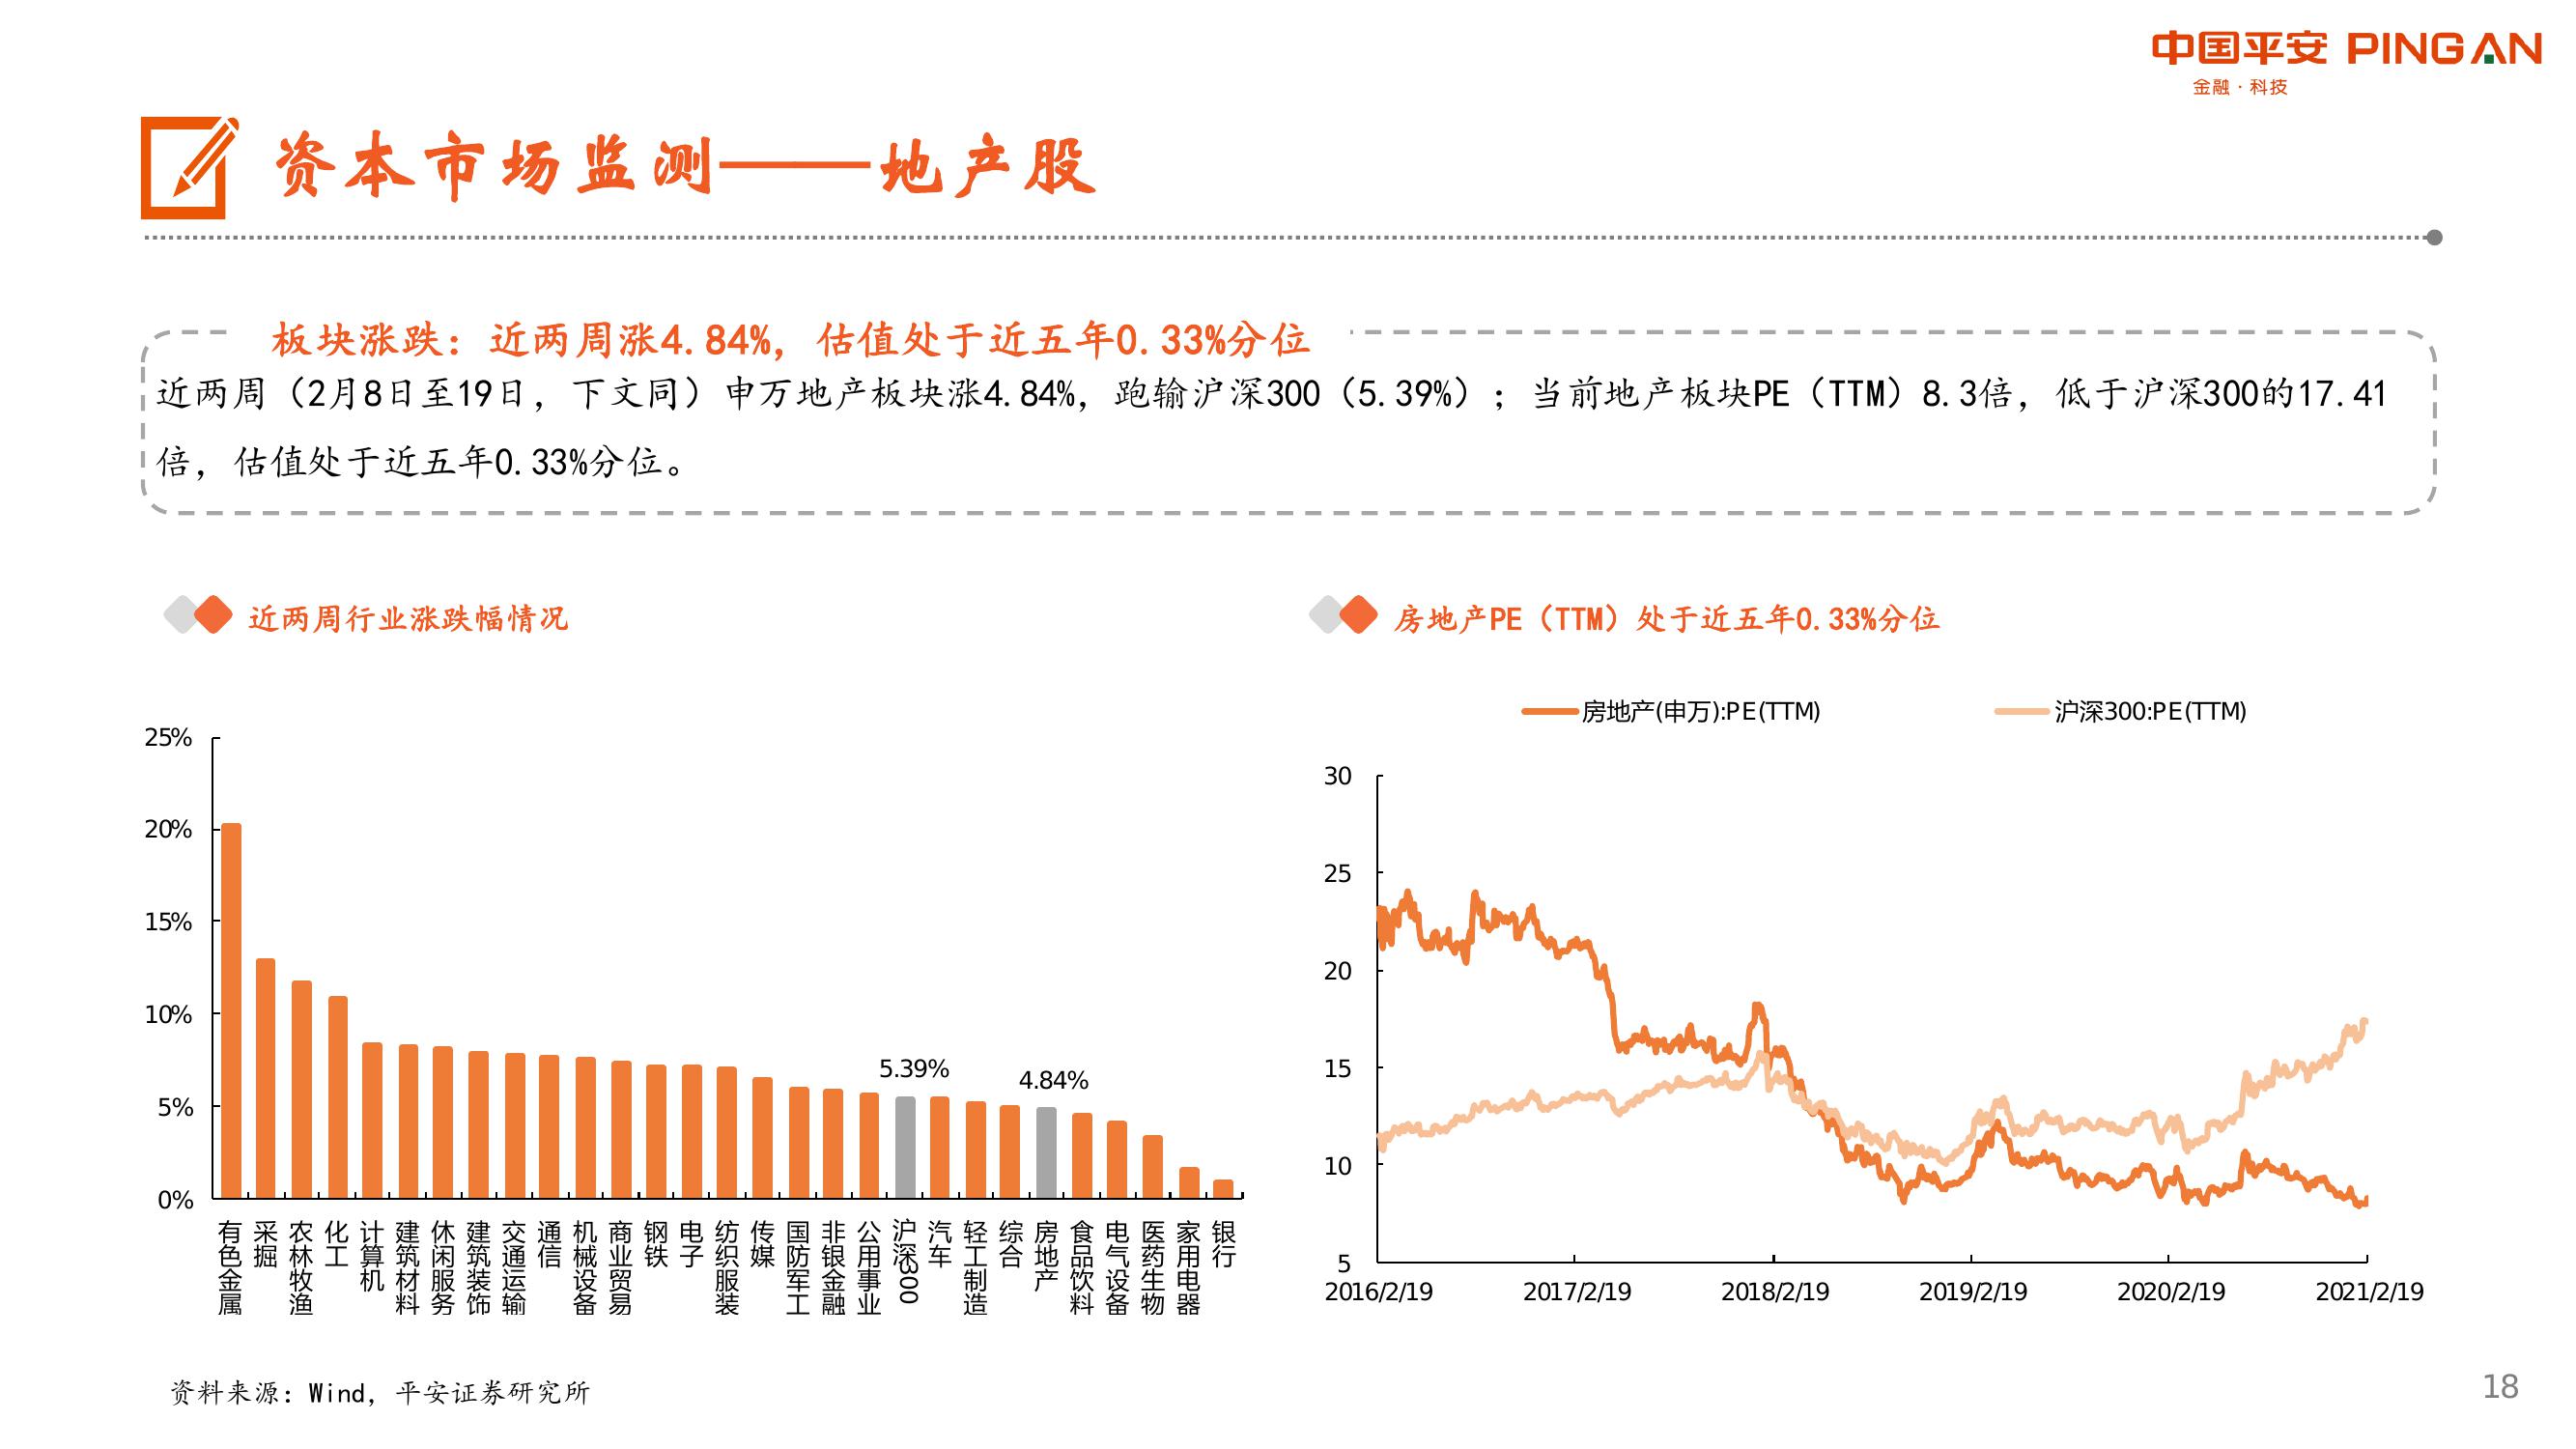 中国平安 PINGAN
金融·科技
资本市场监测——地产股
板块涨跌：近两周涨4.84%，估值处于近五年0.33%分位
近两周（2月8日至19日，下文同）申万地产板块涨4.84%，跑输沪深300（5.39%）；当前地产板块PE（TTM）8.3倍，低于沪深300的17.41
倍，估值处于近五年0.33%分位。
近两周行业涨跌幅情况
25%
20%
15%
10%
5%
0%
5.39%
4.84%
有色金属
采掘
农林牧渔
化工
计算机
建筑材料
休闲服务
建筑装饰
交通运输
通信
机械设备
商业贸易
钢铁
电子
纺织服装
传媒
国防军工
非银金融
公用事业
沪深300
汽车
轻工制造
综合
房地产
食品饮料
电气设备
医药生物
家用电器
银行
房地产PE（TTM）处于近五年0.33%分位
房地产(申万):PE(TTM)
沪深300:PE(TTM)
30
25
20
15
10
5
2016/2/19
2017/2/19
2018/2/19
2019/2/19
2020/2/19
2021/2/19
资料来源：Wind，平安证券研究所
18